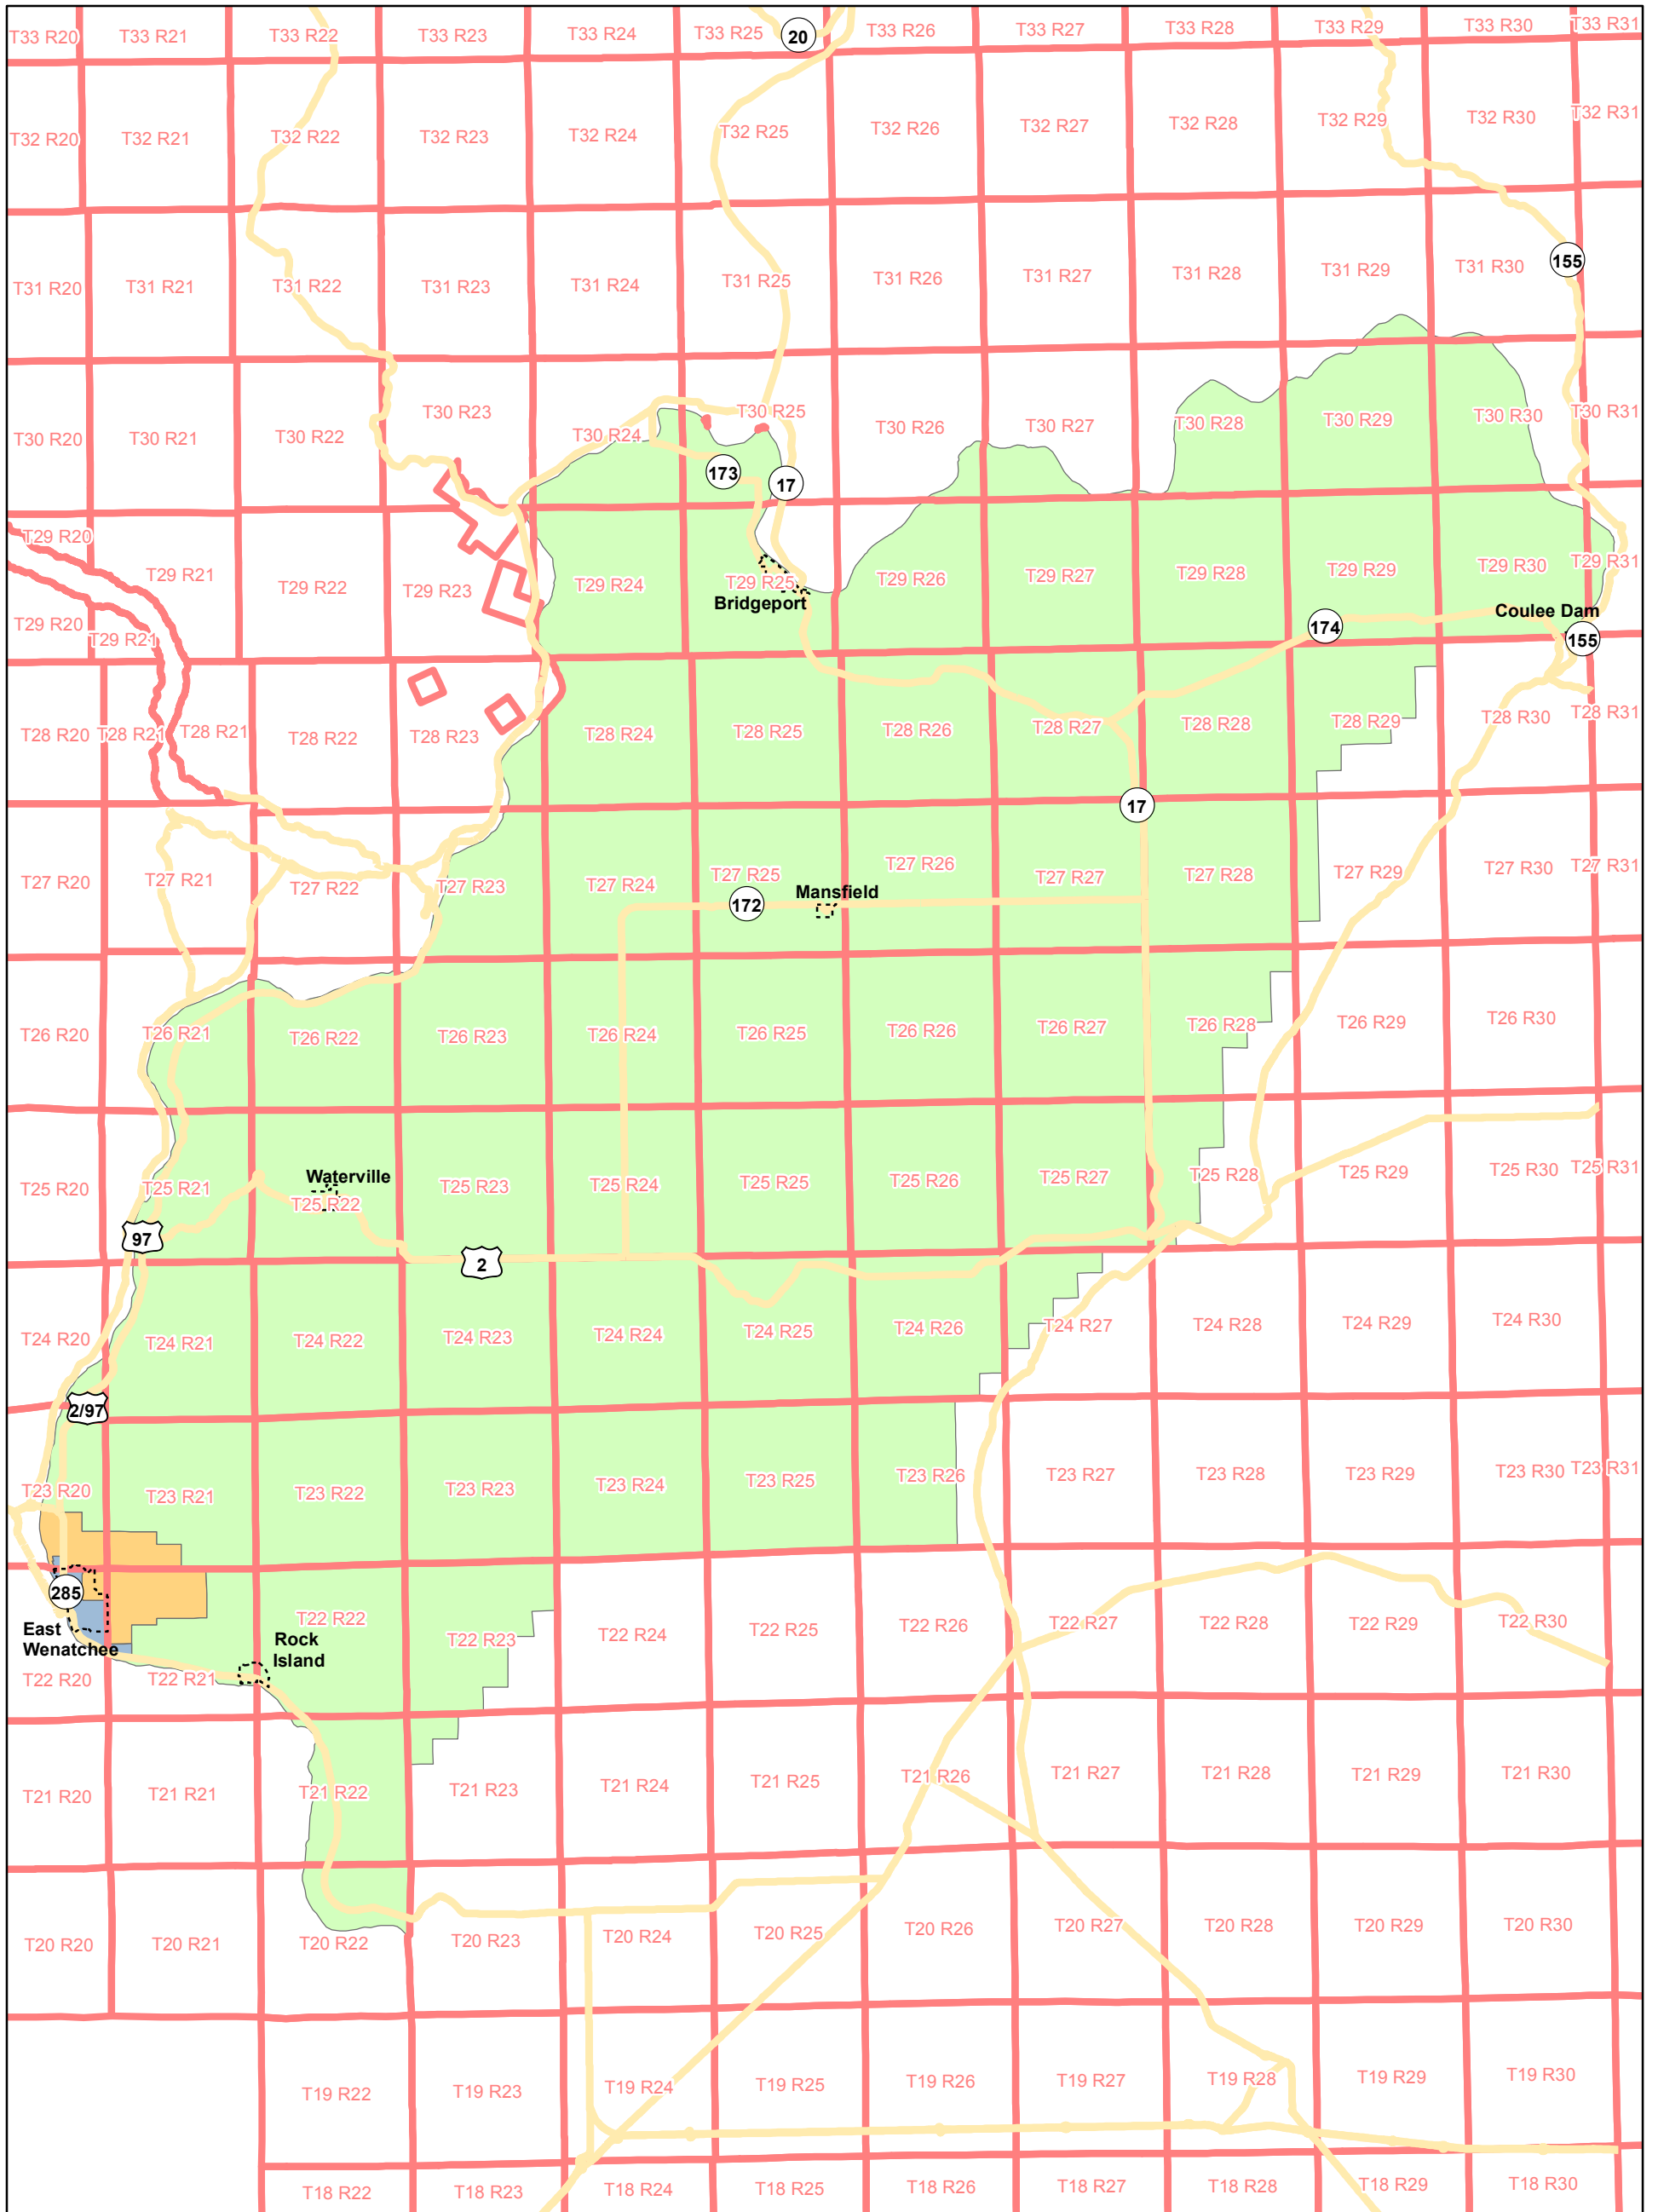 T33 R20
T33 R21
T33 R22
T33 R23
T33 R24
T33 R25
20
T33 R26
T33 R27
T33 R28
T33 R29
T33 R30
T33 R31
T32 R20
T32 R21
T32 R22
T32 R23
T32 R24
T32 R25
T32 R26
T32 R27
T32 R28
T32 R29
T32 R30
T32 R31
T31 R20
T31 R21
T31 R22
T31 R23
T31 R24
T31 R25
T31 R26
T31 R27
T31 R28
T31 R29
T31 R30
155
T30 R20
T30 R21
T30 R22
T30 R23
T30 R24
T30 R25
T30 R26
T30 R27
T30 R28
T30 R29
T30 R30
T30 R31
173
17
T29 R20
T29 R21
T29 R22
T29 R23
T29 R24
T29 R25
T29 R26
T29 R27
T29 R28
T29 R29
T29 R30
T29 R31
Bridgeport
Coulee Dam
T29 R20
T29 R21
174
155
T28 R20
T28 R21
T28 R21
T28 R22
T28 R23
T28 R24
T28 R25
T28 R26
T28 R27
T28 R28
T28 R29
T28 R30
T28 R31
17
T27 R20
T27 R21
T27 R22
T27 R23
T27 R24
T27 R25
T27 R26
T27 R27
T27 R28
T27 R29
T27 R30
T27 R31
Mansfield
172
T26 R20
T26 R21
T26 R22
T26 R23
T26 R24
T26 R25
T26 R26
T26 R27
T26 R28
T26 R29
T26 R30
Waterville
T25 R20
T25 R21
T25 R22
T25 R23
T25 R24
T25 R25
T25 R26
T25 R27
T25 R28
T25 R29
T25 R30
T25 R31
97
2
T24 R20
T24 R21
T24 R22
T24 R23
T24 R24
T24 R25
T24 R26
T24 R27
T24 R28
T24 R29
T24 R30
2/97
T23 R20
T23 R21
T23 R22
T23 R23
T23 R24
T23 R25
T23 R26
T23 R27
T23 R28
T23 R29
T23 R30
T23 R31
285
East
Wenatchee
Rock
Island
T22 R20
T22 R21
T22 R22
T22 R23
T22 R24
T22 R25
T22 R26
T22 R27
T22 R28
T22 R29
T22 R30
T21 R20
T21 R21
T21 R22
T21 R23
T21 R24
T21 R25
T21 R26
T21 R27
T21 R28
T21 R29
T21 R30
T20 R20
T20 R21
T20 R22
T20 R23
T20 R24
T20 R25
T20 R26
T20 R27
T20 R28
T20 R29
T20 R30
T19 R22
T19 R23
T19 R24
T19 R25
T19 R26
T19 R27
T19 R28
T19 R29
T19 R30
T18 R22
T18 R23
T18 R24
T18 R25
T18 R26
T18 R27
T18 R28
T18 R29
T18 R30